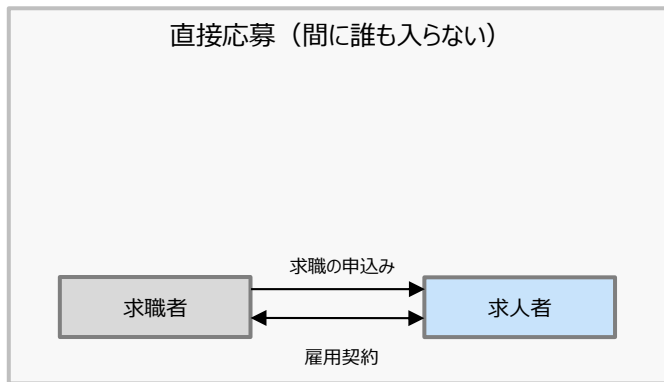 直接応募（間に誰も入らない）
求職の申込み
求職者
求人者
雇用契約